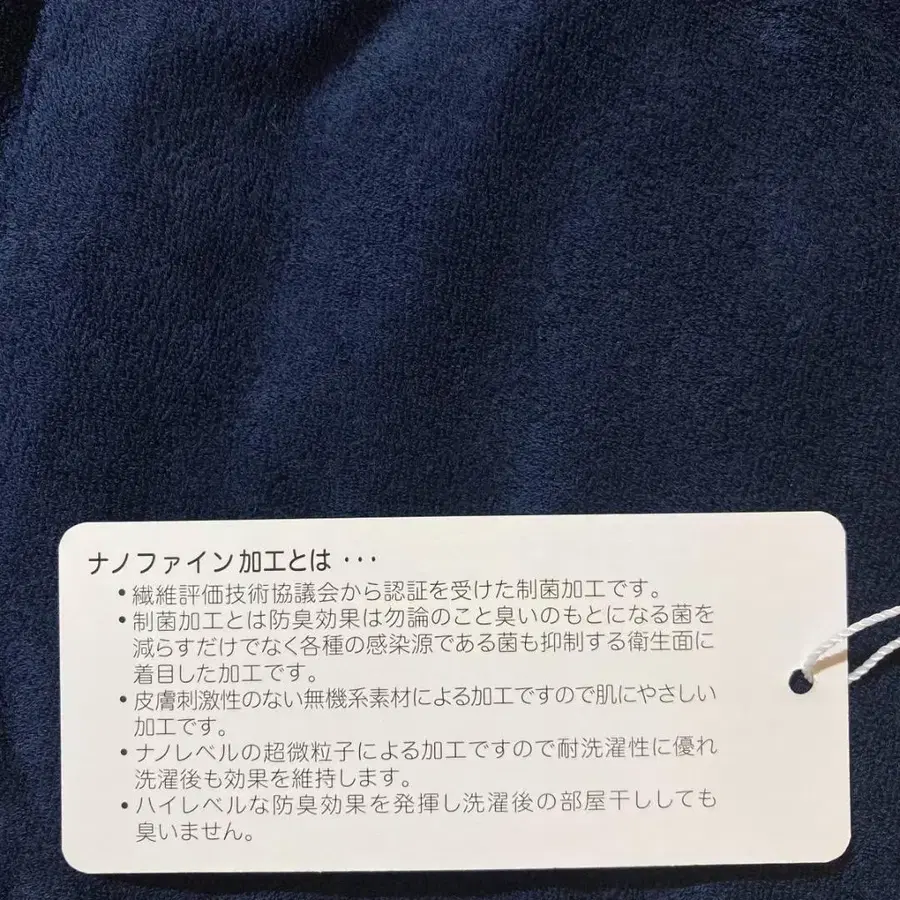 ナノファイン加工とは・・・
•繊維評価技術協議会から認証を受けた制菌加工です。
•制菌加工とは防臭効果は勿論のこと臭いのもとになる菌を
減らすだけでなく各種の感染源である菌も抑制する衛生面に
着目した加工です。
•皮膚刺激性のない無機系素材による加工ですので肌にやさしい
加工です。
•ナノレベルの超微粒子による加工ですので耐洗濯性に優れ
洗濯後も効果を維持します。
•ハイレベルな防臭効果を発揮し洗濯後の部屋干ししても
臭いません。